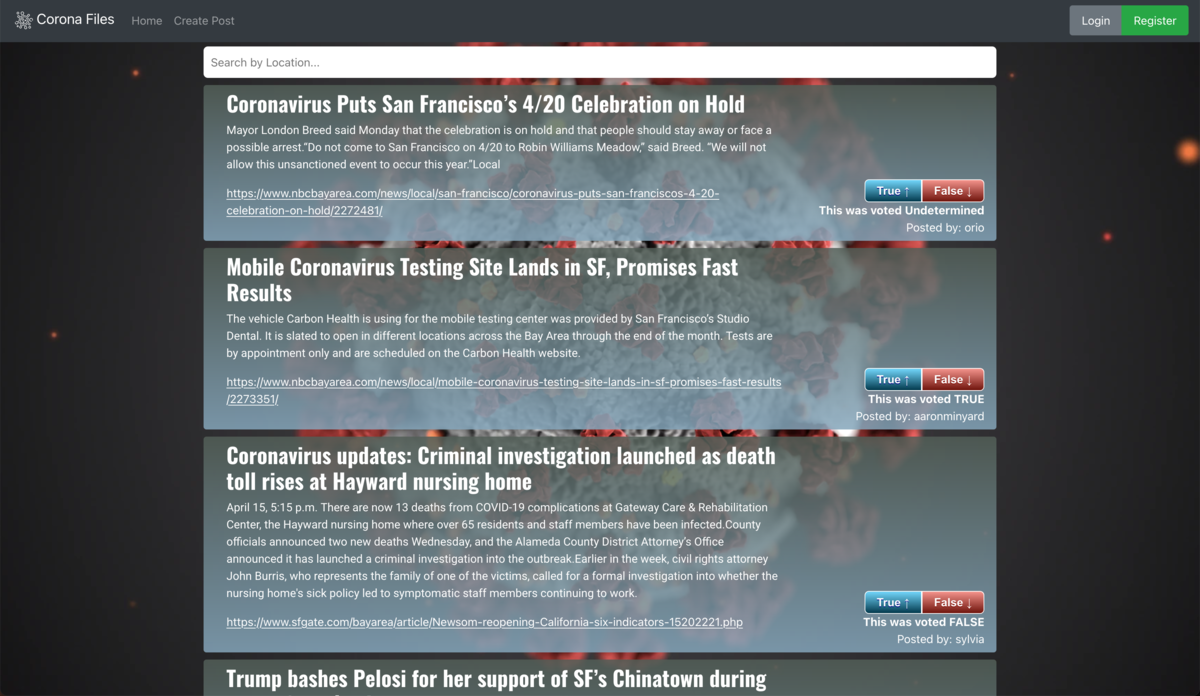 Corona Files Home Create Post Login Register
Search by Location...
Coronavirus Puts San Francisco’s 4/20 Celebration on Hold
Mayor London Breed said Monday that the celebration is on hold and that people should stay away or face a
possible arrest.“Do not come to San Francisco on 4/20 to Robin Williams Meadow,” said Breed. “We will not
allow this unsanctioned event to occur this year.”Local
https://www.nbcbayarea.com/news/local/san-francisco/coronavirus-puts-san-franciscos-4-20-
celebration-on-hold/2272481/
True ↑ False ↓
This was voted Undetermined
Posted by: orio
Mobile Coronavirus Testing Site Lands in SF, Promises Fast
Results
The vehicle Carbon Health is using for the mobile testing center was provided by San Francisco’s Studio
Dental. It is slated to open in different locations across the Bay Area through the end of the month. Tests are
by appointment only and are scheduled on the Carbon Health website.
https://www.nbcbayarea.com/news/local/mobile-coronavirus-testing-site-lands-in-sf-promises-fast-results
/2273351/
True ↑ False ↓
This was voted TRUE
Posted by: aaronminyard
Coronavirus updates: Criminal investigation launched as death
toll rises at Hayward nursing home
April 15, 5:15 p.m. There are now 13 deaths from COVID-19 complications at Gateway Care & Rehabilitation
Center, the Hayward nursing home where over 65 residents and staff members have been infected.County
officials announced two new deaths Wednesday, and the Alameda County District Attorney's Office
announced it has launched a criminal investigation into the outbreak.Earlier in the week, civil rights attorney
John Burris, who represents the family of one of the victims, called for a formal investigation into whether the
nursing home's sick policy led to symptomatic staff members continuing to work.
https://www.sfgate.com/bayarea/article/Newsom-reopening-California-six-indicators-15202221.php
True ↑ False ↓
This was voted FALSE
Posted by: sylvia
Trump bashes Pelosi for her support of SF’s Chinatown during